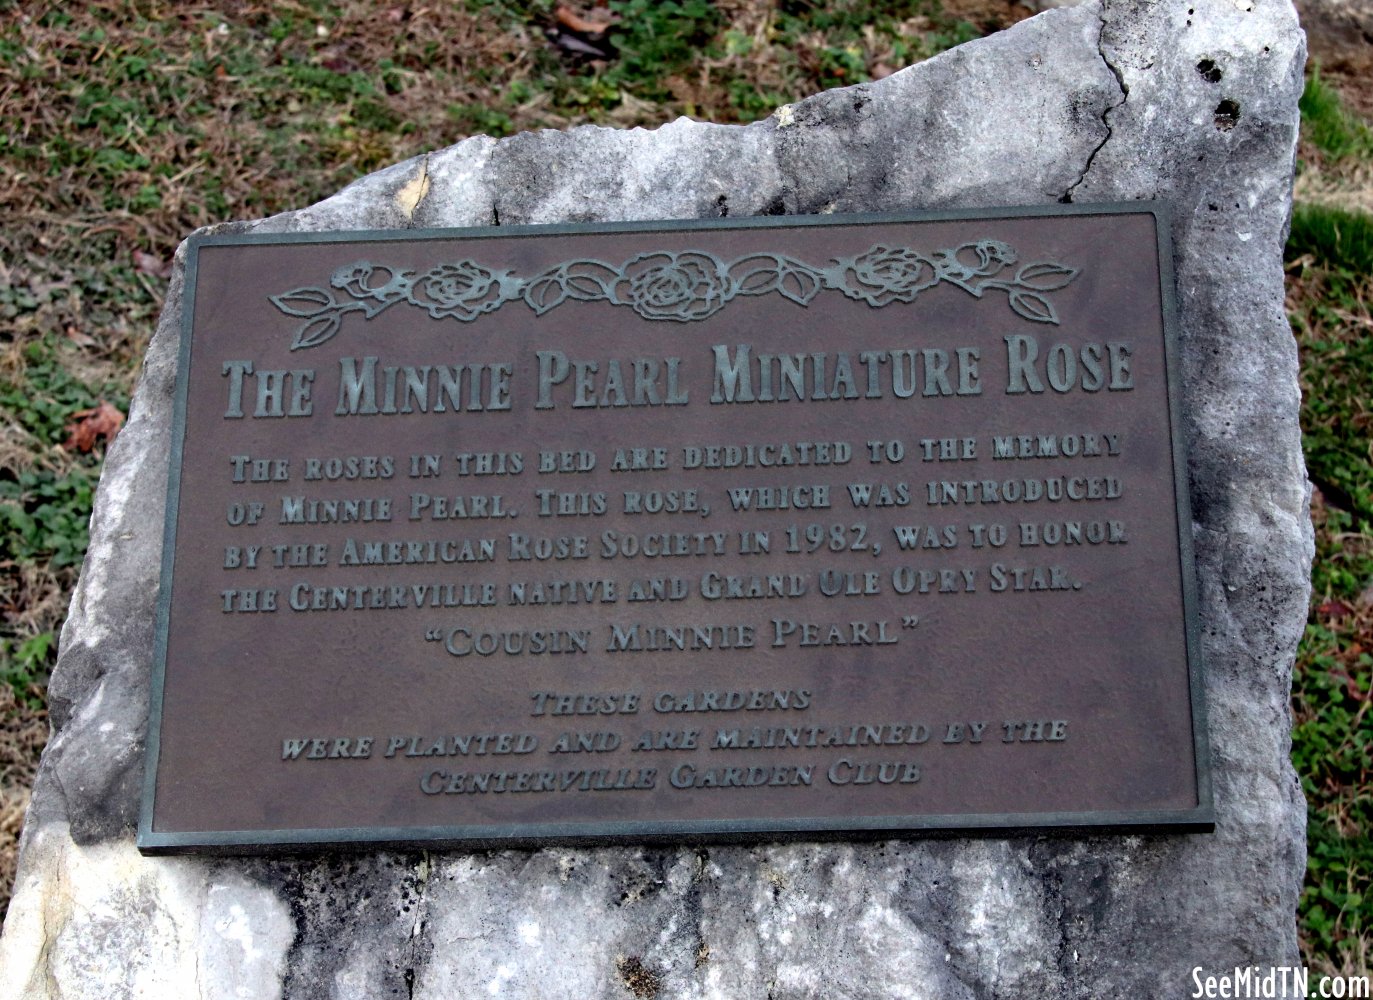 The Minnie Pearl Miniature Rose
The roses in this bed are dedicated to the memory
of Minnie Pearl. This rose, which was introduced
by the American Rose Society in 1982, was to honor
the Centerville native and Grand Ole Opry Star.
“Cousin Minnie Pearl”
These gardens
were planted and are maintained by the
Centerville Garden Club
SeeMidTN.com